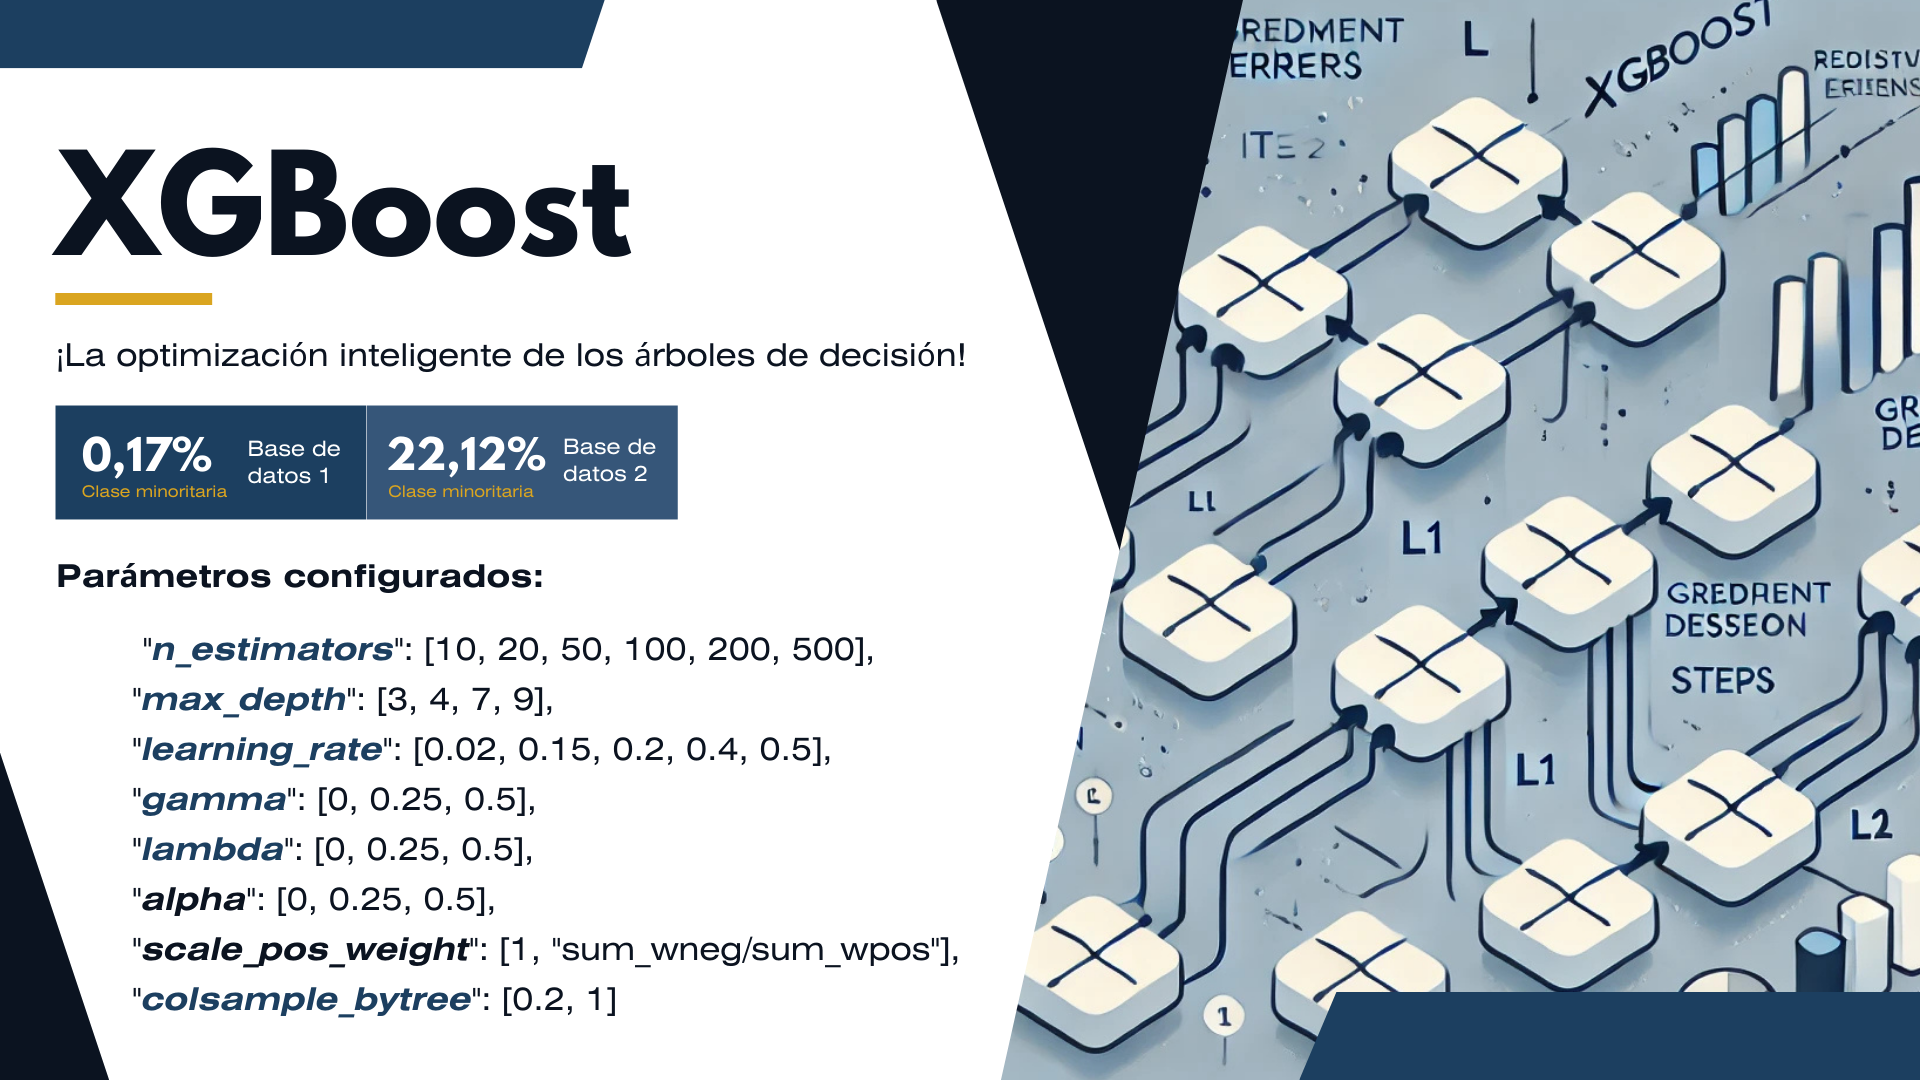 XGBoost
¡La optimización inteligente de los árboles de decisión!
0,17%
Clase minoritaria
Base de
datos 1
22,12%
Clase minoritaria
Base de
datos 2
Parámetros configurados:
"n_estimators": [10, 20, 50, 100, 200, 500],
"max_depth": [3, 4, 7, 9],
"learning_rate": [0.02, 0.15, 0.2, 0.4, 0.5],
"gamma": [0, 0.25, 0.5],
"lambda": [0, 0.25, 0.5],
"alpha": [0, 0.25, 0.5],
"scale_pos_weight": [1, "sum_wneg/sum_wpos"],
"colsample_bytree": [0.2, 1]
REDMENT
ERRERS
L
XGBOOST
ITE 2
L1
GREDRENT
DESSEON
STEPS
L1
L2
GR
DE
1